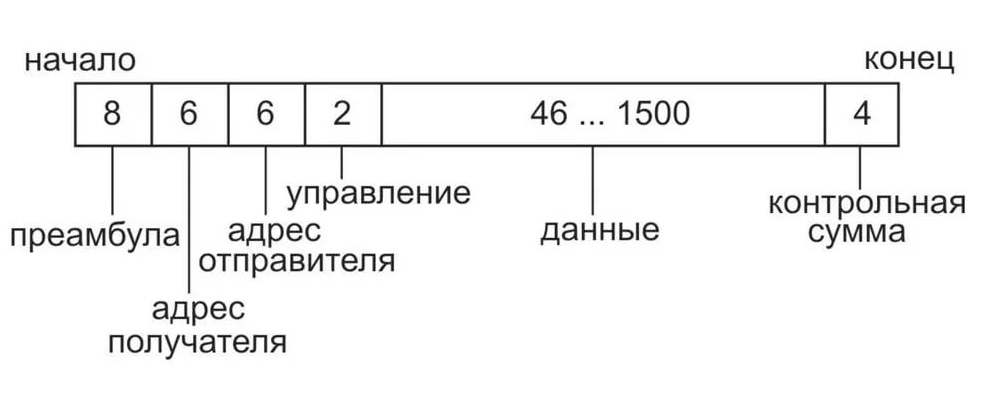 начало
конец
8 6 6 2 46 ... 1500 4
управление
преамбула
адрес
отправителя
данные
контрольная
сумма
адрес
получателя